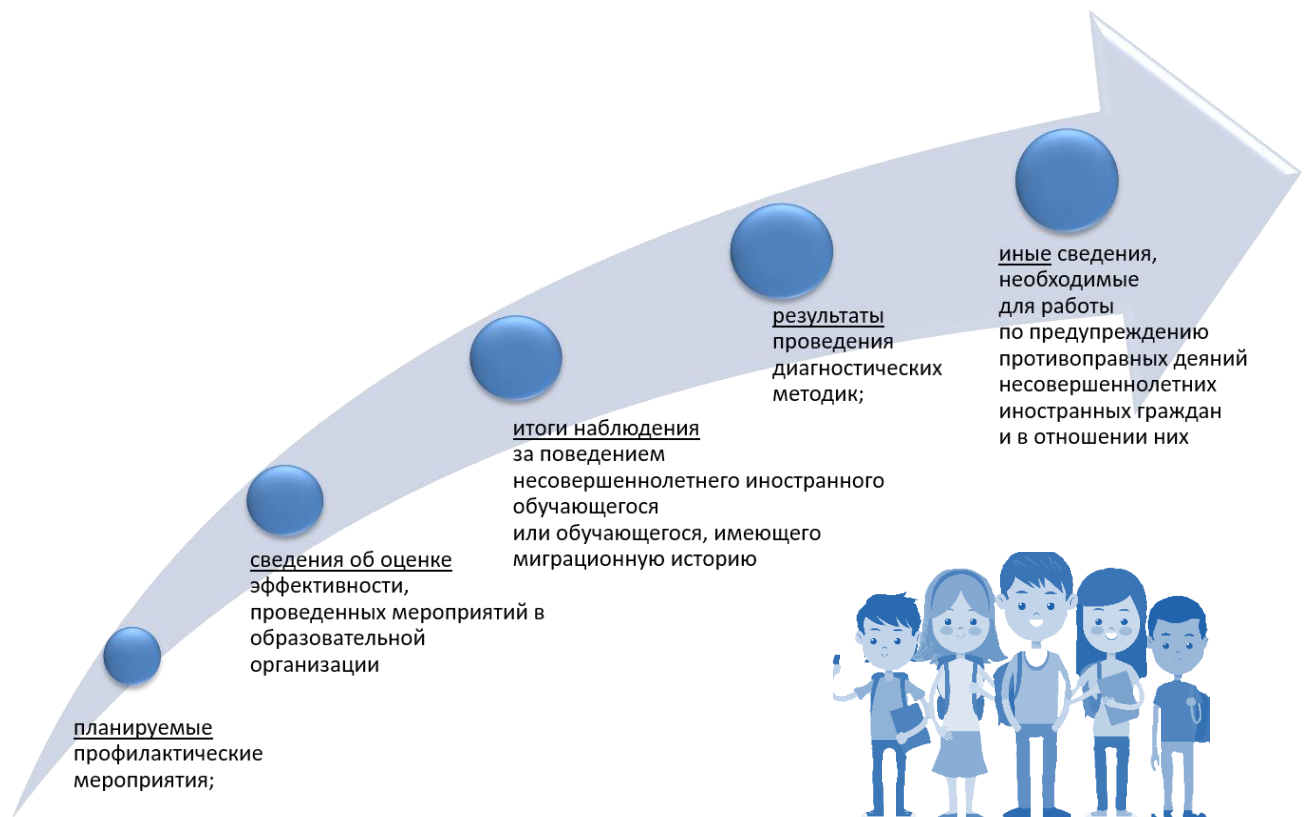 планируемые
профилактические
мероприятия;
сведения об оценке
эффективности,
проведенных мероприятий в
образовательной
организации
итоги наблюдения
за поведением
несовершеннолетнего иностранного
обучающегося
или обучающегося, имеющего
миграционную историю
результаты
проведения
диагностических
методик;
иные сведения,
необходимые
для работы
по предупреждению
противоправных деяний
несовершеннолетних
иностранных граждан
и в отношении них